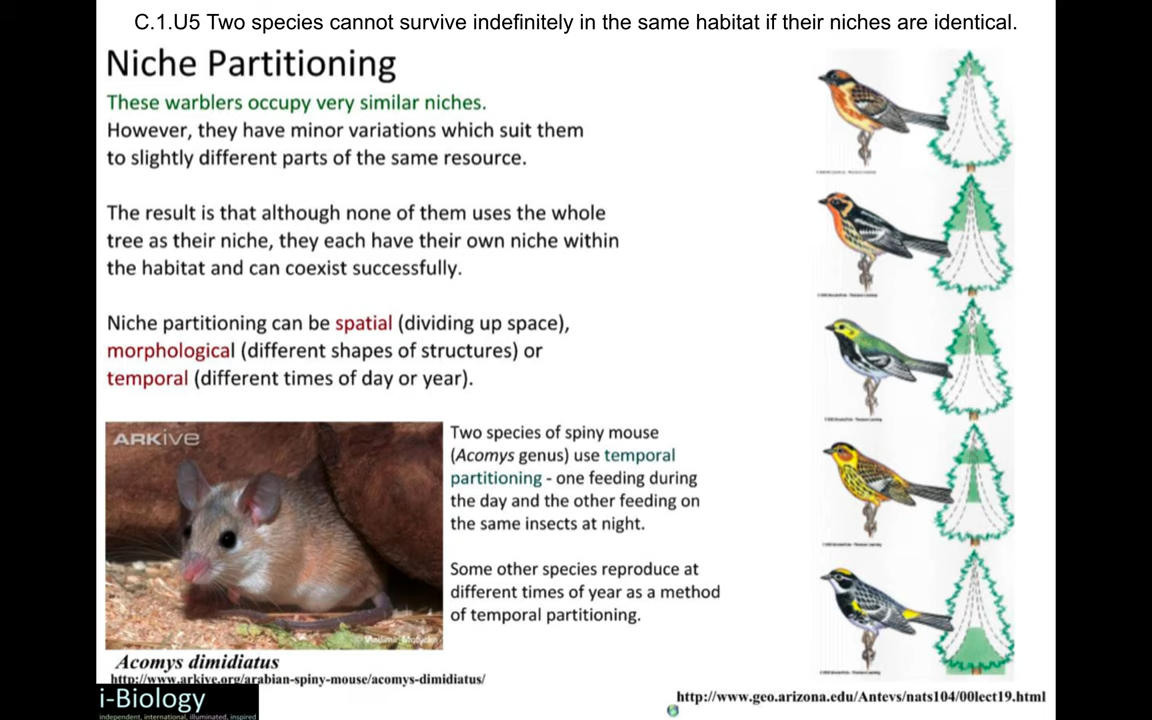 C.1.U5 Two species cannot survive indefinitely in the same habitat if their niches are identical.
Niche Partitioning
These warblers occupy very similar niches.
However, they have minor variations which suit them
to slightly different parts of the same resource.
The result is that although none of them uses the whole
tree as their niche, they each have their own niche within
the habitat and can coexist successfully.
Niche partitioning can be spatial (dividing up space),
morphological (different shapes of structures) or
temporal (different times of day or year).
ARKive
Two species of spiny mouse
(Acomys genus) use temporal
partitioning - one feeding during
the day and the other feeding on
the same insects at night.
Some other species reproduce at
different times of year as a method
of temporal partitioning.
Acomys dimidiatus
http://www.arkive.org/arabian-spiny-mouse/acomys-dimidiatus/
i-Biology
independent, international, illuminated, inspired
http://www.geo.arizona.edu/Antevs/nats104/00lect19.html